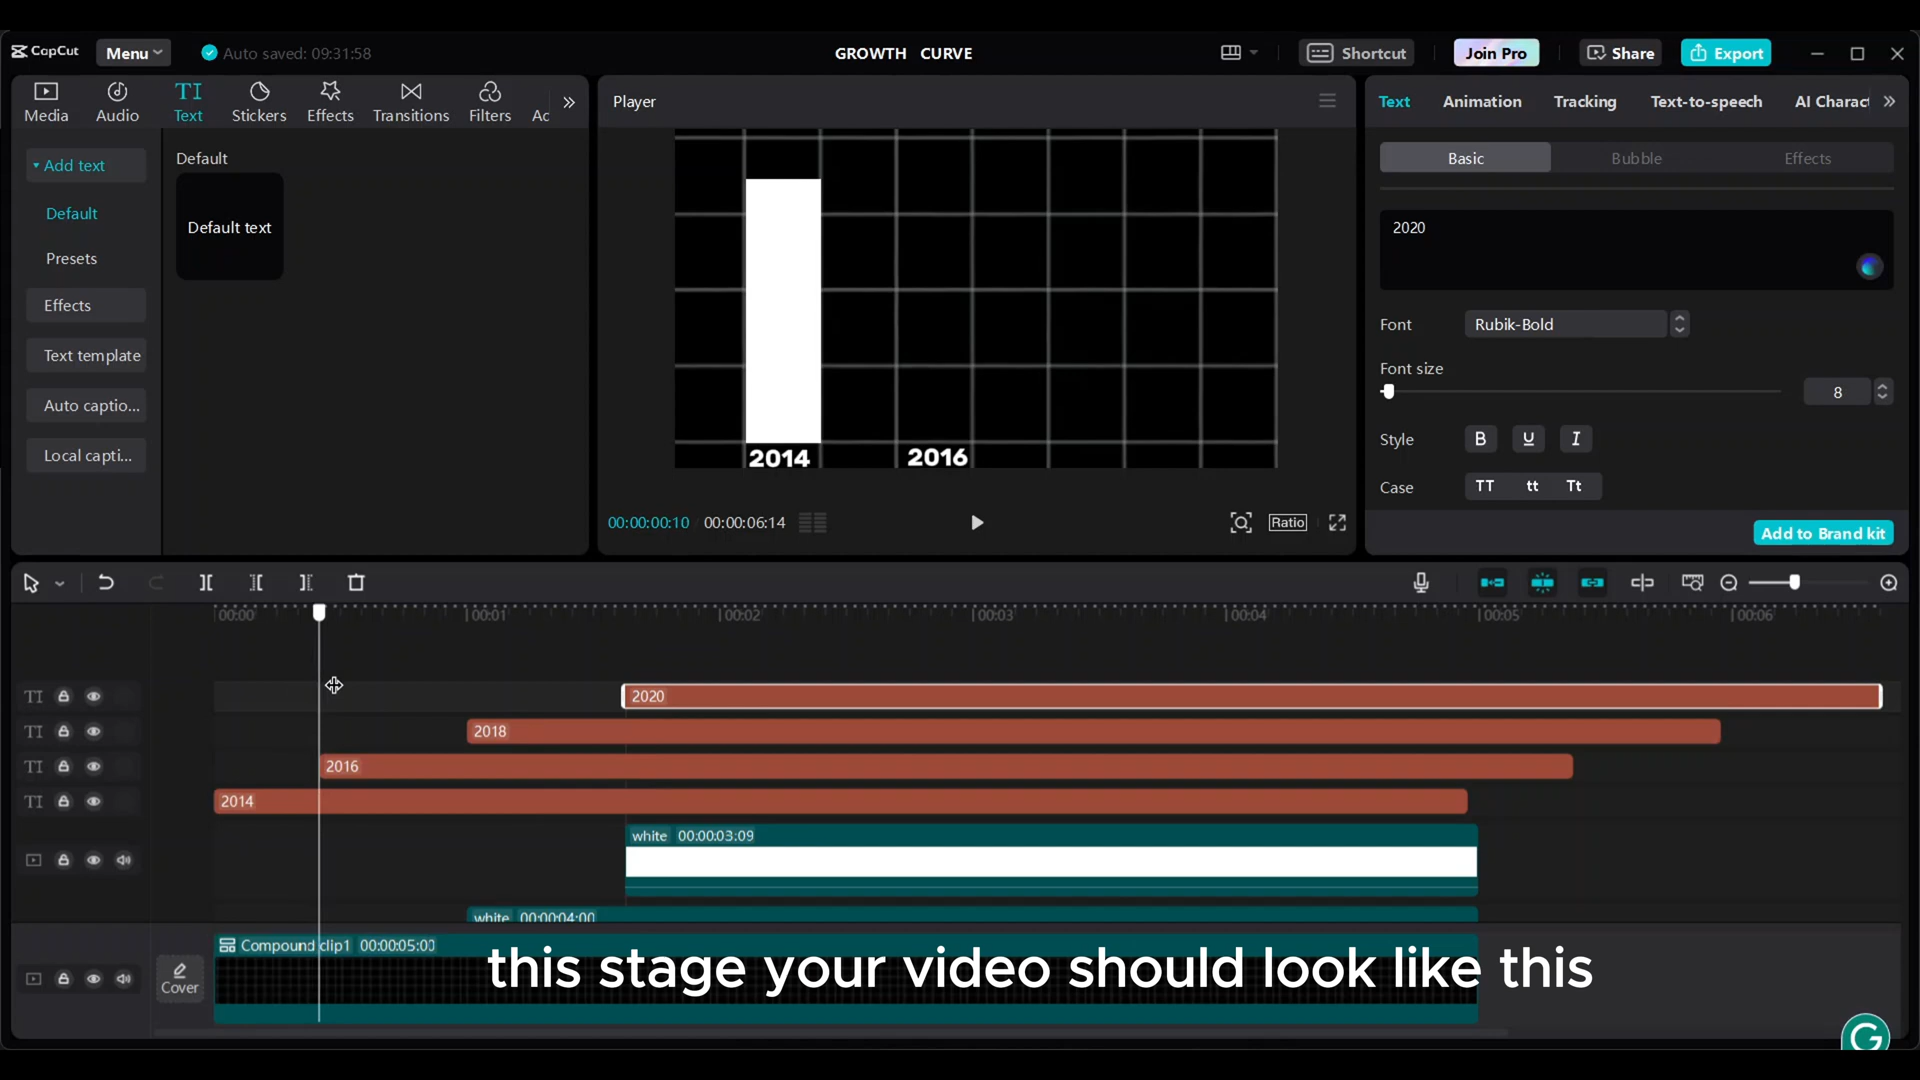 CapCut
Menu
Auto saved: 09:31:58
GROWTH CURVE
Shortcut
Join Pro
Share
Export
Media
Audio
TI
Text
Stickers
Effects
Transitions
Filters
Ac
Player
Text
Animation
Tracking
Text-to-speech
AI Charac
Add text
Default
Presets
Effects
Text template
Auto captio...
Local capti...
Default
Default text
2014
2016
00:00:00:10
00:00:06:14
Ratio
Basic
Bubble
Effects
2020
Font
Rubik-Bold
Font size
8
Style
B U I
Case
TT tt Tt
Add to Brand kit
00:00
00:01
00:02
00:03
00:04
00:05
00:06
TI
2020
TI
2018
TI
2016
TI
2014
white 00:00:03:09
white 00:00:04:00
Cover
Compound clip1 00:00:05:00
this stage your video should look like this
G